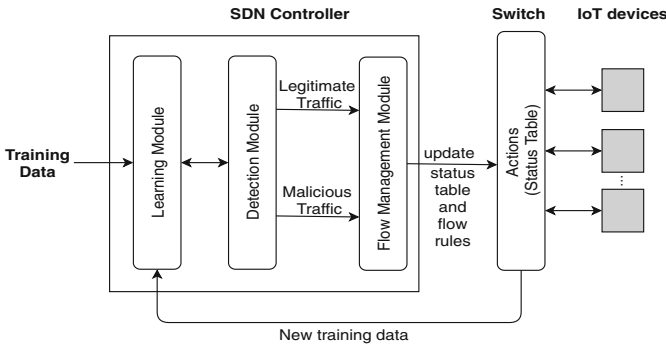 SDN Controller
Switch
IoT devices
Training
Data
Learning Module
Detection Module
Legitimate
Traffic
Malicious
Traffic
Flow Management Module
update
status
table
and
flow
rules
Actions
(Status Table)
New training data